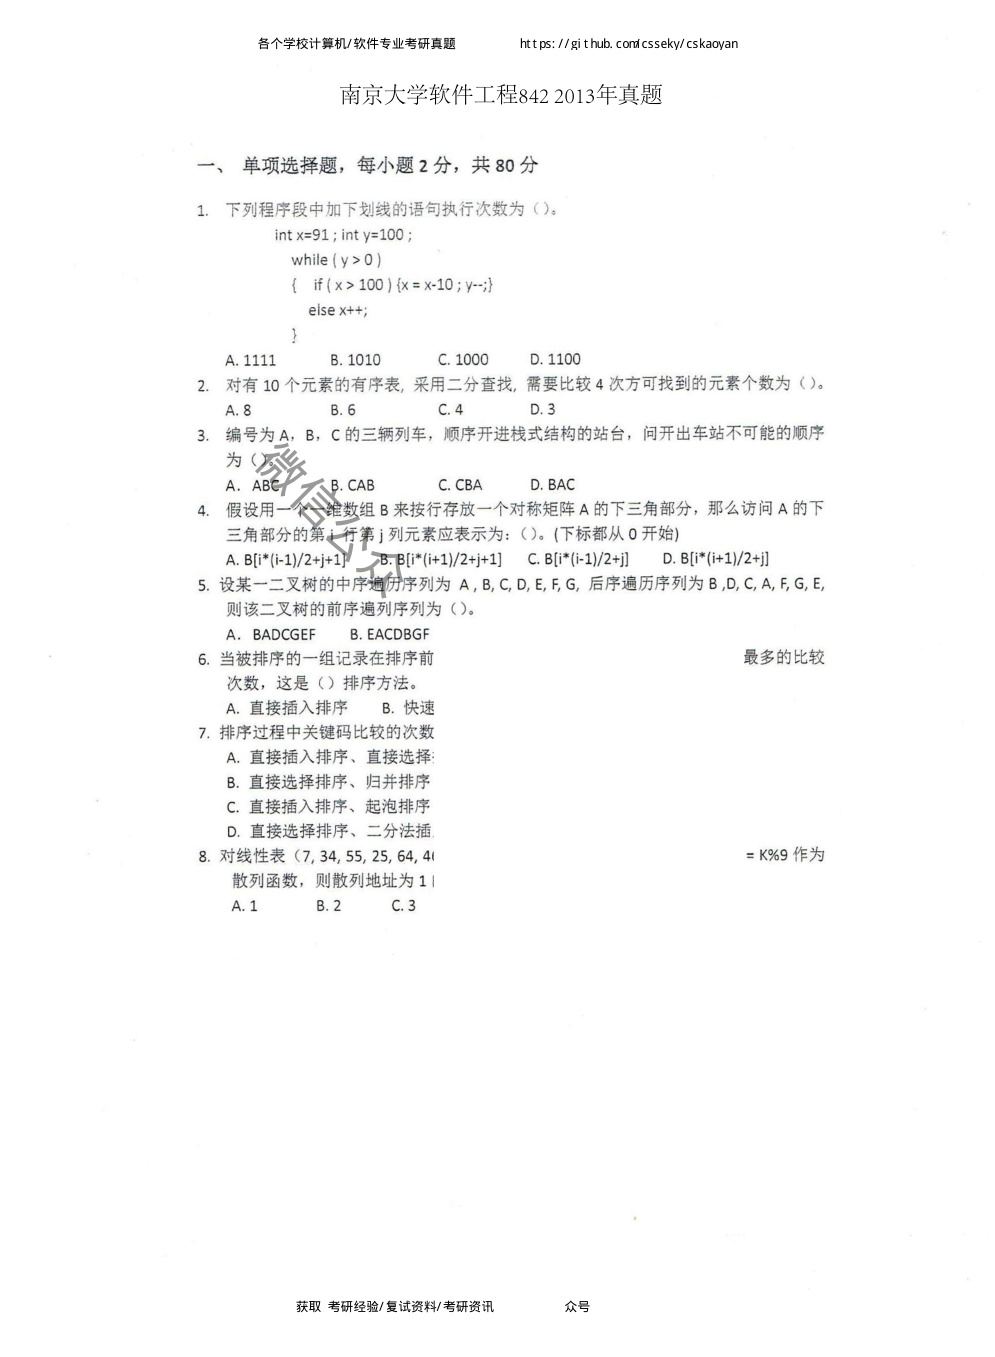 各个学校计算机/软件专业考研真题 https://github.com/csseky/cskaoyan
南京大学软件工程842 2013年真题
一、 单项选择题，每小题 2 分，共 80 分
1. 下列程序段中加下划线的语句执行次数为（）。
int x=91 ; int y=100 ;
while ( y > 0 )
{ if ( x > 100 ) {x = x-10 ; y--;}
else x++;
}
A. 1111 B. 1010 C. 1000 D. 1100
2. 对有 10 个元素的有序表，采用二分查找，需要比较 4 次方可找到的元素个数为（）。
A. 8 B. 6 C. 4 D. 3
3. 编号为 A，B，C 的三辆列车，顺序开进栈式结构的站台，问开出车站不可能的顺序
为（）。
A. ABC B. CAB C. CBA D. BAC
4. 假设用一个一维数组 B 来按行存放一个对称矩阵 A 的下三角部分，那么访问 A 的下
三角部分的第 i 行第 j 列元素应表示为：（）。(下标都从 0 开始)
A. B[i*(i-1)/2+j+1] B. B[i*(i+1)/2+j+1] C. B[i*(i-1)/2+j] D. B[i*(i+1)/2+j]
5. 设某一二叉树的中序遍历序列为 A , B, C, D, E, F, G, 后序遍历序列为 B ,D, C, A, F, G, E,
则该二叉树的前序遍列序列为（）。
A. BADCGEF B. EACDBGF
6. 当被排序的一组记录在排序前 最多的比较
次数，这是（）排序方法。
A. 直接插入排序 B. 快速
7. 排序过程中关键码比较的次数
A. 直接插入排序、直接选择
B. 直接选择排序、归并排序
C. 直接插入排序、起泡排序
D. 直接选择排序、二分法插
8. 对线性表（7, 34, 55, 25, 64, 4 = K%9 作为
散列函数，则散列地址为 1
A. 1 B. 2 C. 3
微信公众
获取 考研经验/复试资料/考研资讯 众号